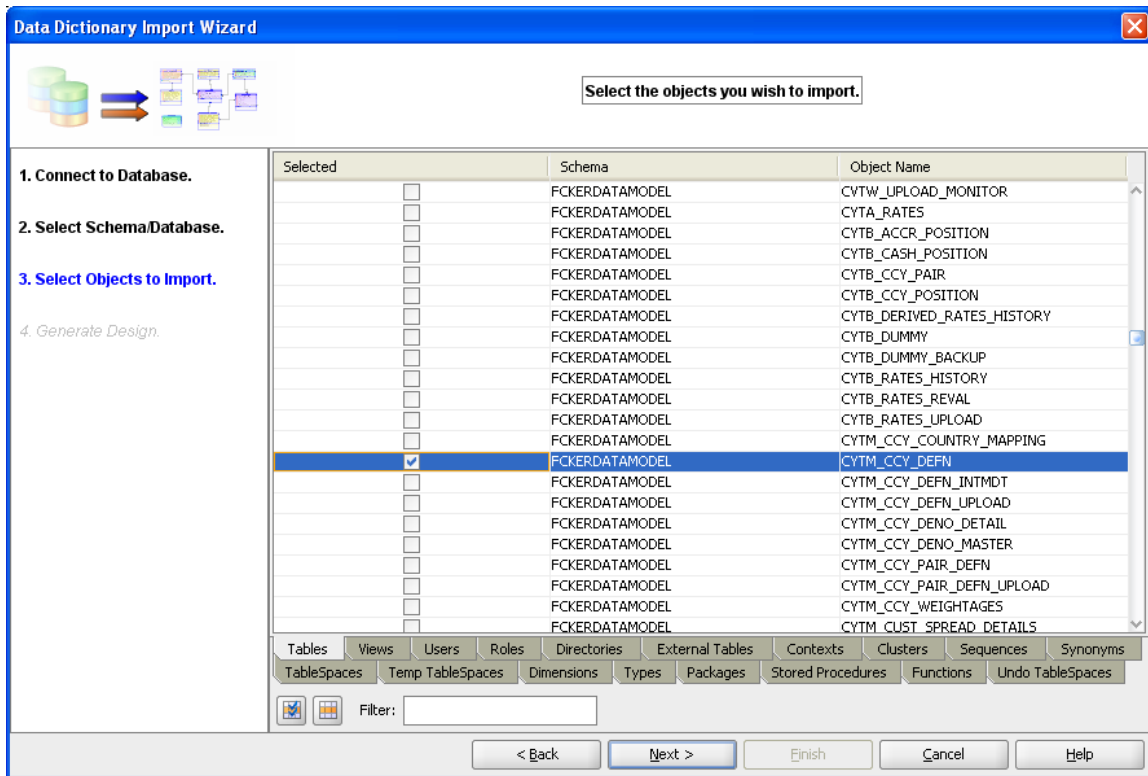 Data Dictionary Import Wizard
Select the objects you wish to import.
1. Connect to Database.
2. Select Schema/Database.
3. Select Objects to Import.
4. Generate Design.
Selected Schema Object Name
FCKERDATAMODEL CVTW_UPLOAD_MONITOR
FCKERDATAMODEL CYTA_RATES
FCKERDATAMODEL CYTB_ACCR_POSITION
FCKERDATAMODEL CYTB_CASH_POSITION
FCKERDATAMODEL CYTB_CCY_PAIR
FCKERDATAMODEL CYTB_CCY_POSITION
FCKERDATAMODEL CYTB_DERIVED_RATES_HISTORY
FCKERDATAMODEL CYTB_DUMMY
FCKERDATAMODEL CYTB_DUMMY_BACKUP
FCKERDATAMODEL CYTB_RATES_HISTORY
FCKERDATAMODEL CYTB_RATES_REVAL
FCKERDATAMODEL CYTB_RATES_UPLOAD
FCKERDATAMODEL CYTM_CCY_COUNTRY_MAPPING
FCKERDATAMODEL CYTM_CCY_DEFN
FCKERDATAMODEL CYTM_CCY_DEFN_INTMDT
FCKERDATAMODEL CYTM_CCY_DEFN_UPLOAD
FCKERDATAMODEL CYTM_CCY_DENO_DETAIL
FCKERDATAMODEL CYTM_CCY_DENO_MASTER
FCKERDATAMODEL CYTM_CCY_PAIR_DEFN
FCKERDATAMODEL CYTM_CCY_PAIR_DEFN_UPLOAD
FCKERDATAMODEL CYTM_CCY_WEIGHTAGES
FCKERDATAMODEL CYTM_CUST_SPREAD_DETAILS
Tables Views Users Roles Directories External Tables Contexts Clusters Sequences Synonyms
TableSpaces Temp TableSpaces Dimensions Types Packages Stored Procedures Functions Undo TableSpaces
Filter:
< Back Next > Finish Cancel Help